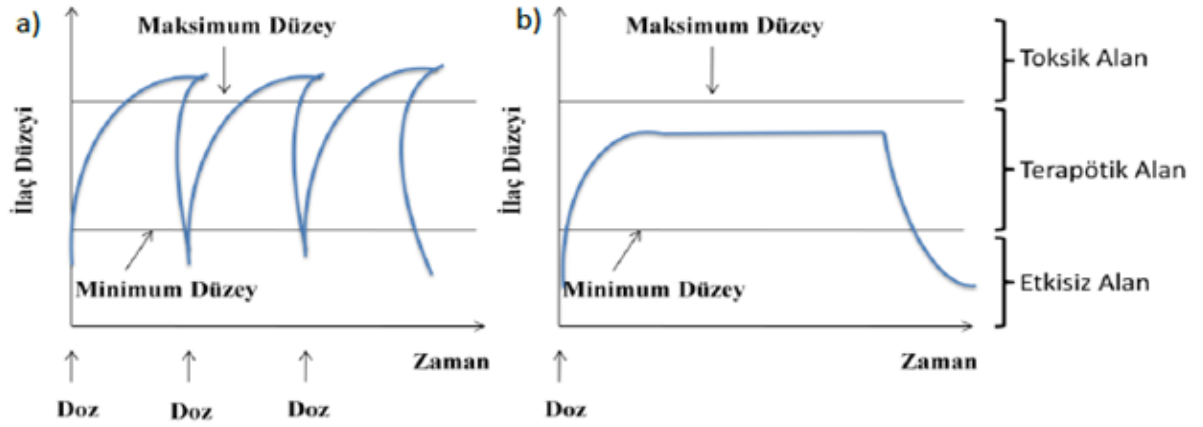 a)
Maksimum Düzey
İlaç Düzeyi
Minimum Düzey
Zaman
Doz
Doz
Doz
b)
Maksimum Düzey
İlaç Düzeyi
Minimum Düzey
Zaman
Doz
Toksik Alan
Terapötik Alan
Etkisiz Alan